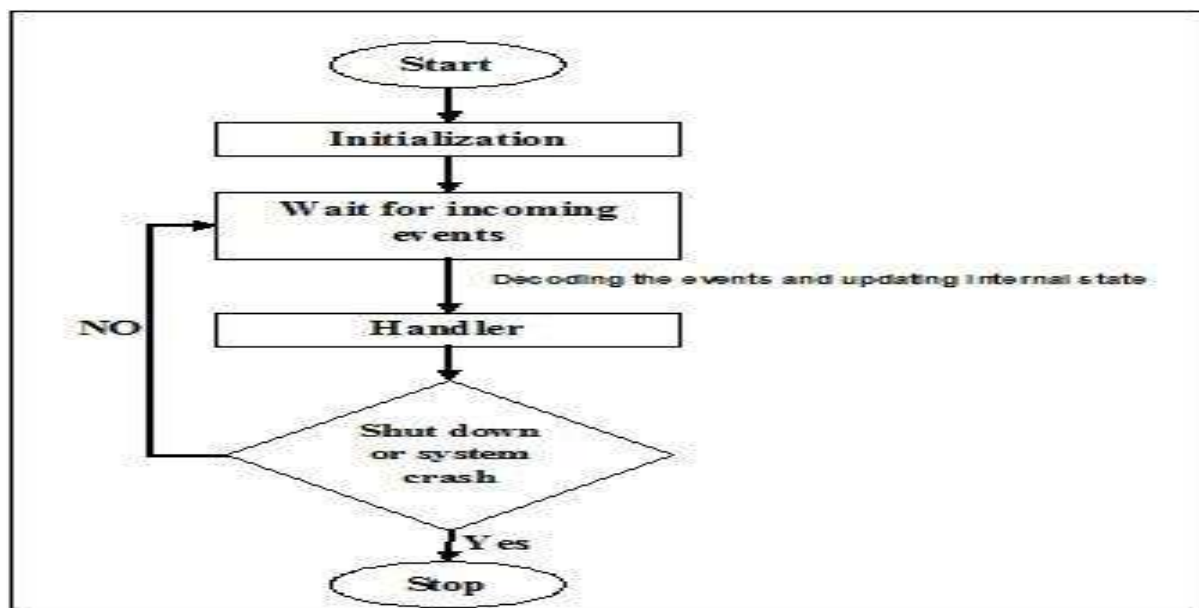 Start
Initialization
Wait for incoming
events
Decoding the events and updating Internal state
Handler
NO
Shut down
or system
crash
Yes
Stop